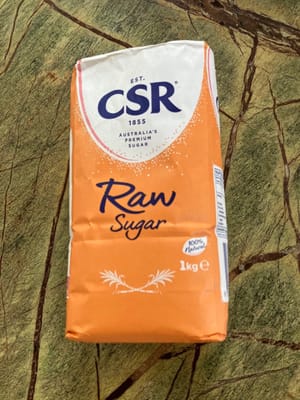 EST.
CSR®
1855
AUSTRALIA'S
PREMIUM
SUGAR
Raw
Sugar
100%
Natural
1kg ℮